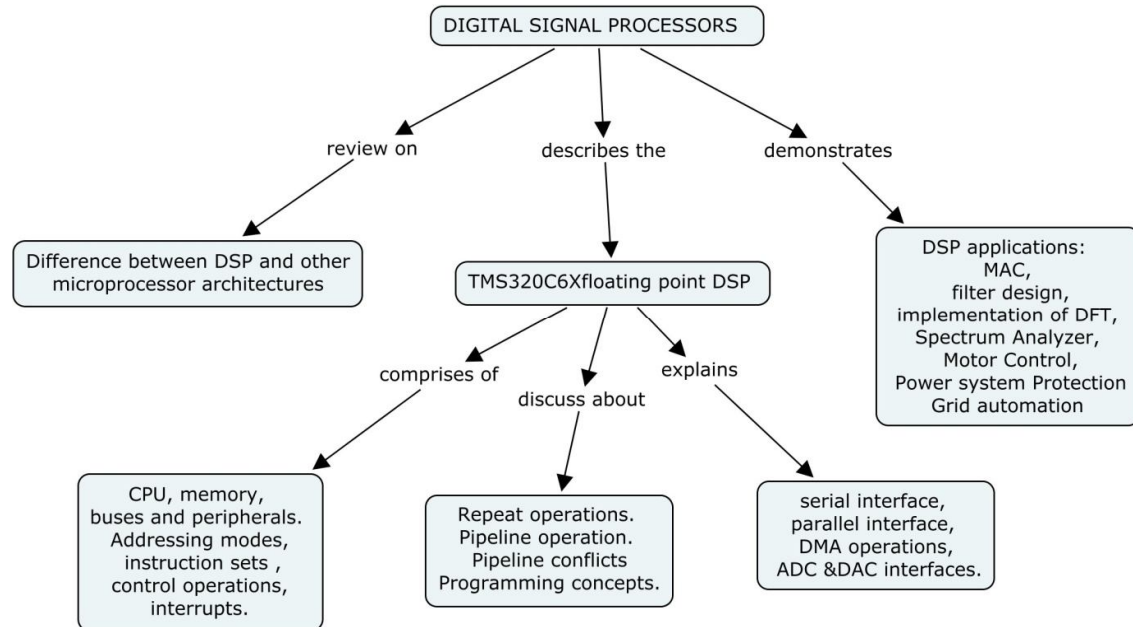 DIGITAL SIGNAL PROCESSORS
review on
describes the
demonstrates
Difference between DSP and other
microprocessor architectures
TMS320C6Xfloating point DSP
DSP applications:
MAC,
filter design,
implementation of DFT,
Spectrum Analyzer,
Motor Control,
Power system Protection
Grid automation
comprises of
discuss about
explains
CPU, memory,
buses and peripherals.
Addressing modes,
instruction sets ,
control operations,
interrupts.
Repeat operations.
Pipeline operation.
Pipeline conflicts
Programming concepts.
serial interface,
parallel interface,
DMA operations,
ADC &DAC interfaces.